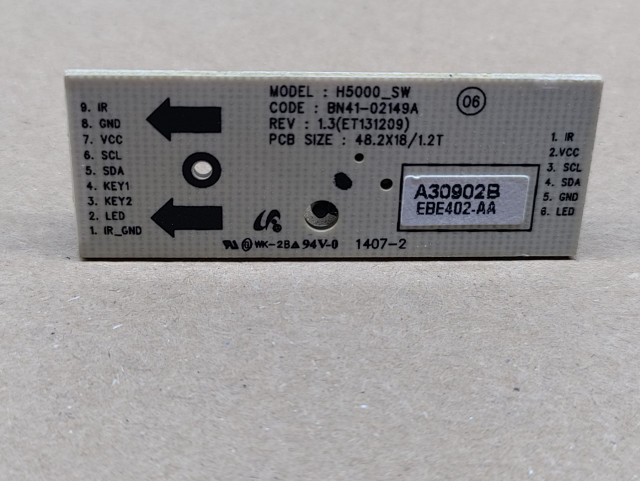 MODEL : H5000_SW
CODE : BN41-02149A
REV : 1.3(ET131209)
PCB SIZE : 48.2X18/1.2T
06
9. IR
8. GND
7. VCC
6. SCL
5. SDA
4. KEY1
3. KEY2
2. LED
1. IR_GND
1. IR
2.VCC
3. SCL
4. SDA
5. GND
6. LED
A30902B
EBE402-AA
WK-2B 94V-0 1407-2